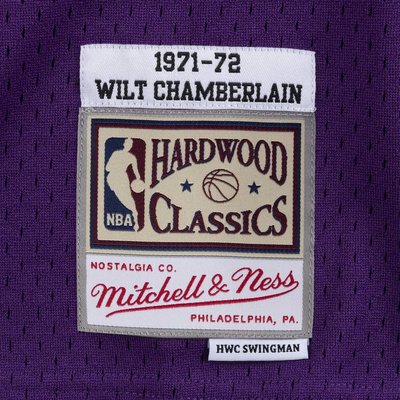 1971-72
WILT CHAMBERLAIN
HARDWOOD
NBA
CLASSICS
NOSTALGIA CO.
Mitchell & Ness
PHILADELPHIA, PA.
HWC SWINGMAN